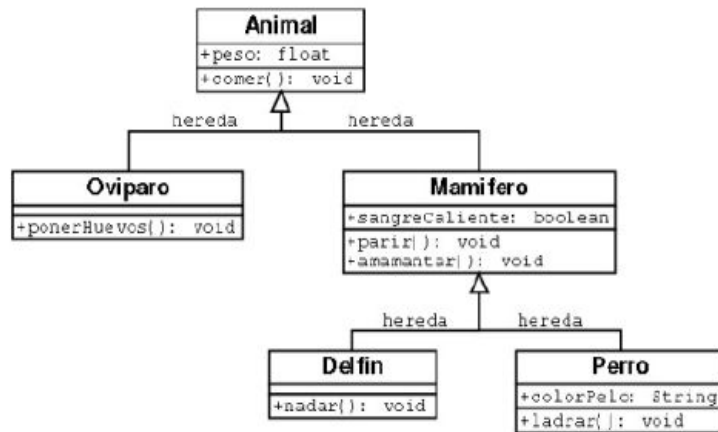 Animal
+peso: float
+comer(): void
hereda hereda
Oviparo
+ponerHuevos(): void
Mamifero
+sangreCaliente: boolean
+parir(): void
+amamantar(): void
hereda hereda
Delfin
+nadar(): void
Perro
+colorPelo: String
+ladrar(): void